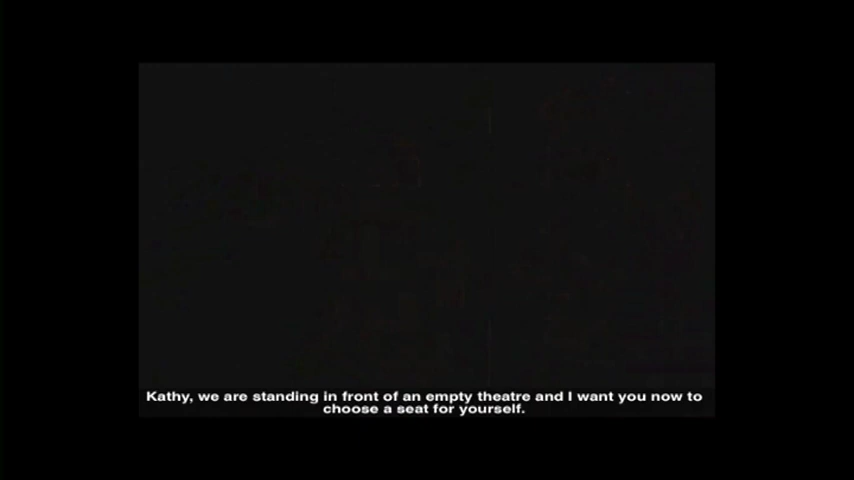 Kathy, we are standing in front of an empty theatre and I want you now to
choose a seat for yourself.